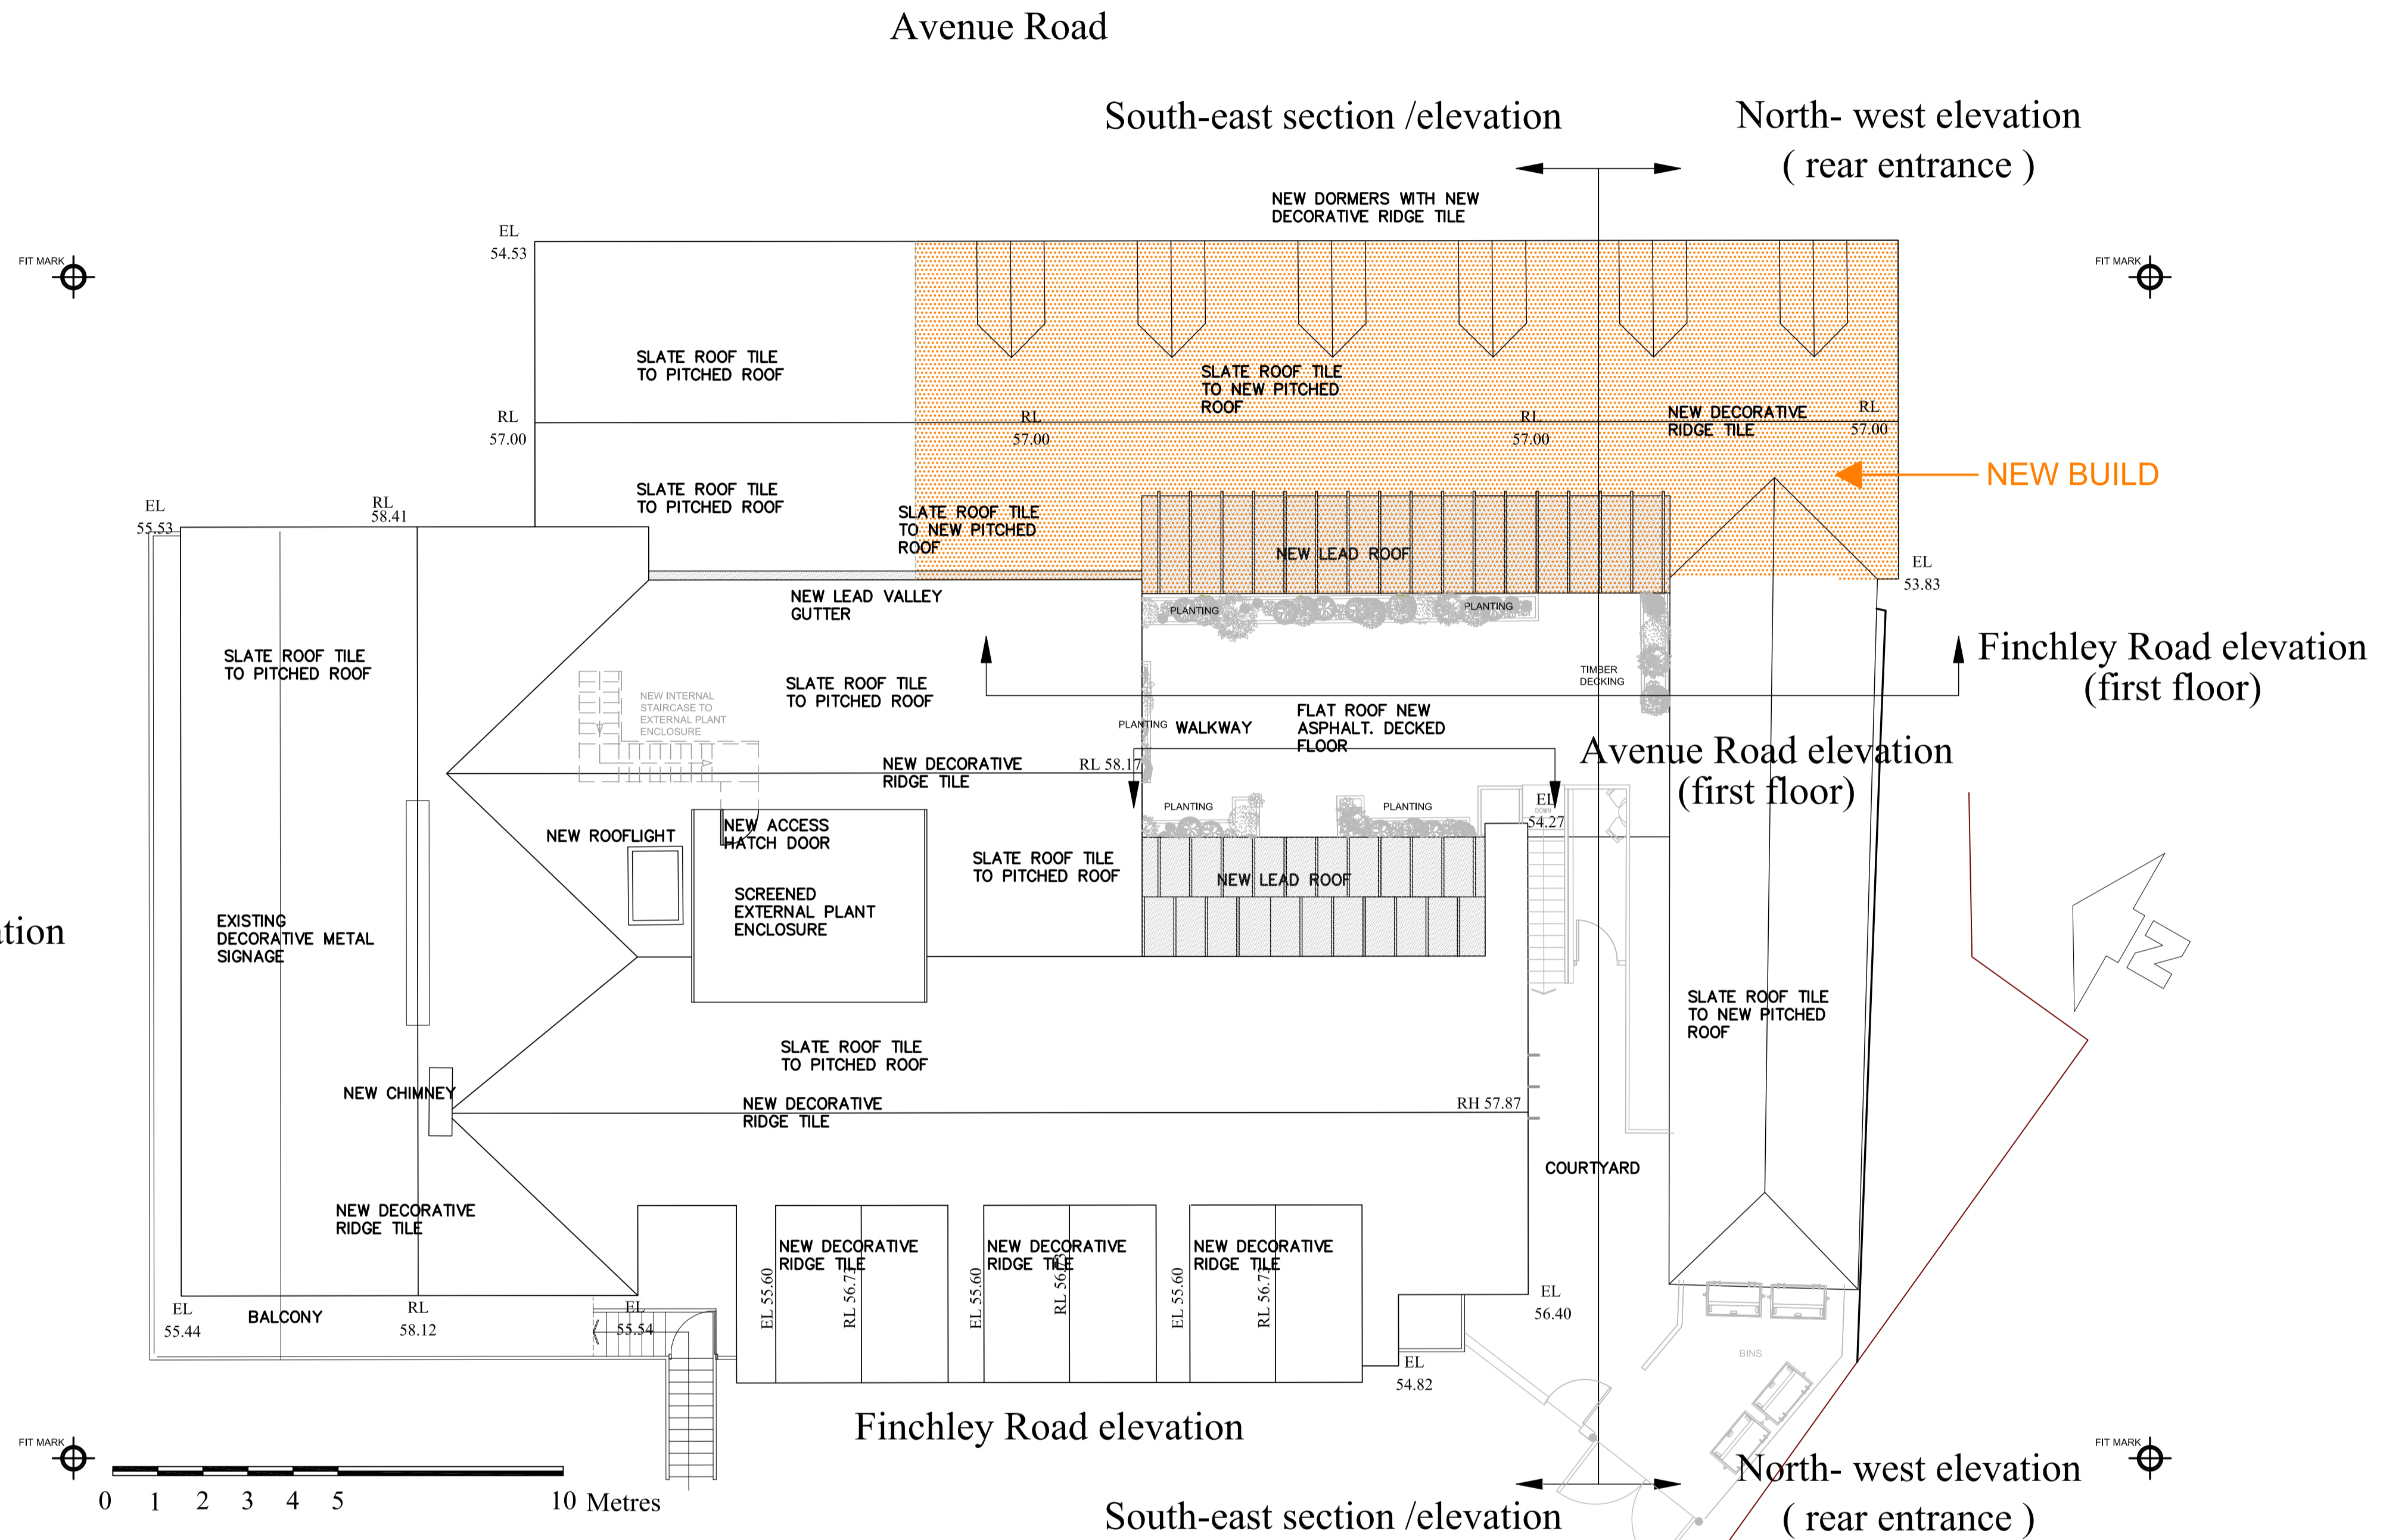 Avenue Road
South-east section /elevation
North- west elevation
( rear entrance )
NEW DORMERS WITH NEW
DECORATIVE RIDGE TILE
EL
54.53
FIT MARK
FIT MARK
SLATE ROOF TILE
TO PITCHED ROOF
SLATE ROOF TILE
TO NEW PITCHED
ROOF
RL
57.00
RL
57.00
RL
57.00
NEW DECORATIVE
RIDGE TILE
RL
57.00
NEW BUILD
SLATE ROOF TILE
TO PITCHED ROOF
EL
55.53
RL
58.41
SLATE ROOF TILE
TO NEW PITCHED
ROOF
NEW LEAD ROOF
EL
53.83
NEW LEAD VALLEY
GUTTER
PLANTING
PLANTING
SLATE ROOF TILE
TO PITCHED ROOF
Finchley Road elevation
(first floor)
NEW INTERNAL
STAIRCASE TO
EXTERNAL PLANT
ENCLOSURE
SLATE ROOF TILE
TO PITCHED ROOF
TIMBER
DECKING
PLANTING
WALKWAY
FLAT ROOF NEW
ASPHALT. DECKED
FLOOR
Avenue Road elevation
(first floor)
NEW DECORATIVE
RIDGE TILE
RL 58.17
NEW ROOFLIGHT
NEW ACCESS
HATCH DOOR
PLANTING
PLANTING
EL
DOWN
54.27
SLATE ROOF TILE
TO PITCHED ROOF
NEW LEAD ROOF
SCREENED
EXTERNAL PLANT
ENCLOSURE
EXISTING
DECORATIVE METAL
SIGNAGE
ation
N
SLATE ROOF TILE
TO NEW PITCHED
ROOF
SLATE ROOF TILE
TO PITCHED ROOF
NEW CHIMNEY
NEW DECORATIVE
RIDGE TILE
RH 57.87
COURTYARD
NEW DECORATIVE
RIDGE TILE
NEW DECORATIVE
RIDGE TILE
NEW DECORATIVE
RIDGE TILE
NEW DECORATIVE
RIDGE TILE
EL 55.60
RL 56.73
EL 55.60
RL 56.73
EL 55.60
RL 56.73
EL
55.44
BALCONY
RL
58.12
EL
55.54
EL
56.40
BINS
EL
54.82
Finchley Road elevation
FIT MARK
FIT MARK
0 1 2 3 4 5 10 Metres
South-east section /elevation
North- west elevation
( rear entrance )